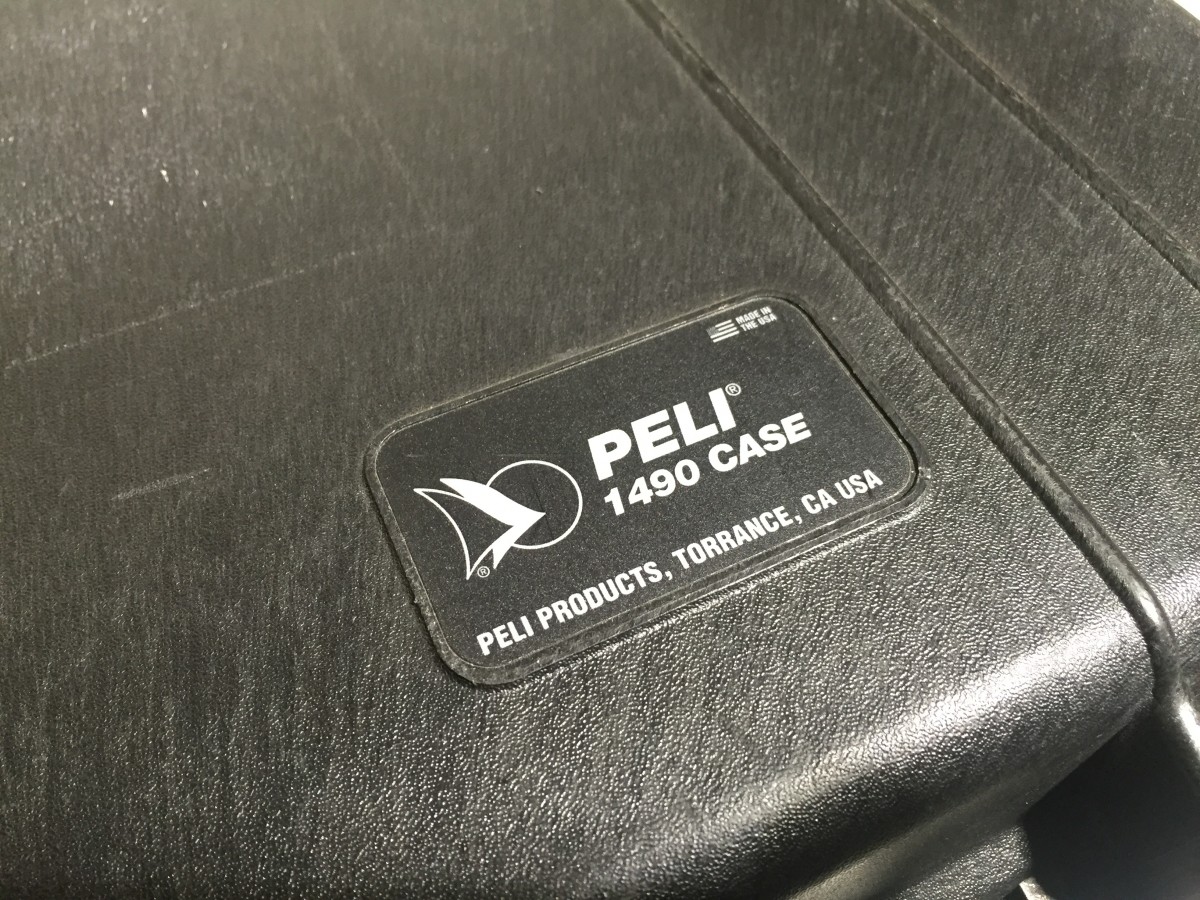 MADE IN
THE USA
PELI®
1490 CASE
®
PELI PRODUCTS, TORRANCE, CA USA